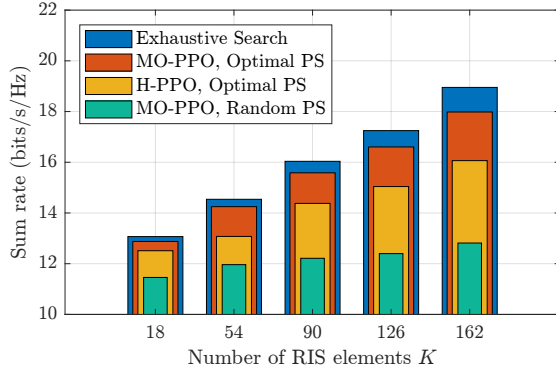 22
20
18
16
14
12
10
Sum rate (bits/s/Hz)
Exhaustive Search
MO-PPO, Optimal PS
H-PPO, Optimal PS
MO-PPO, Random PS
18 54 90 126 162
Number of RIS elements K